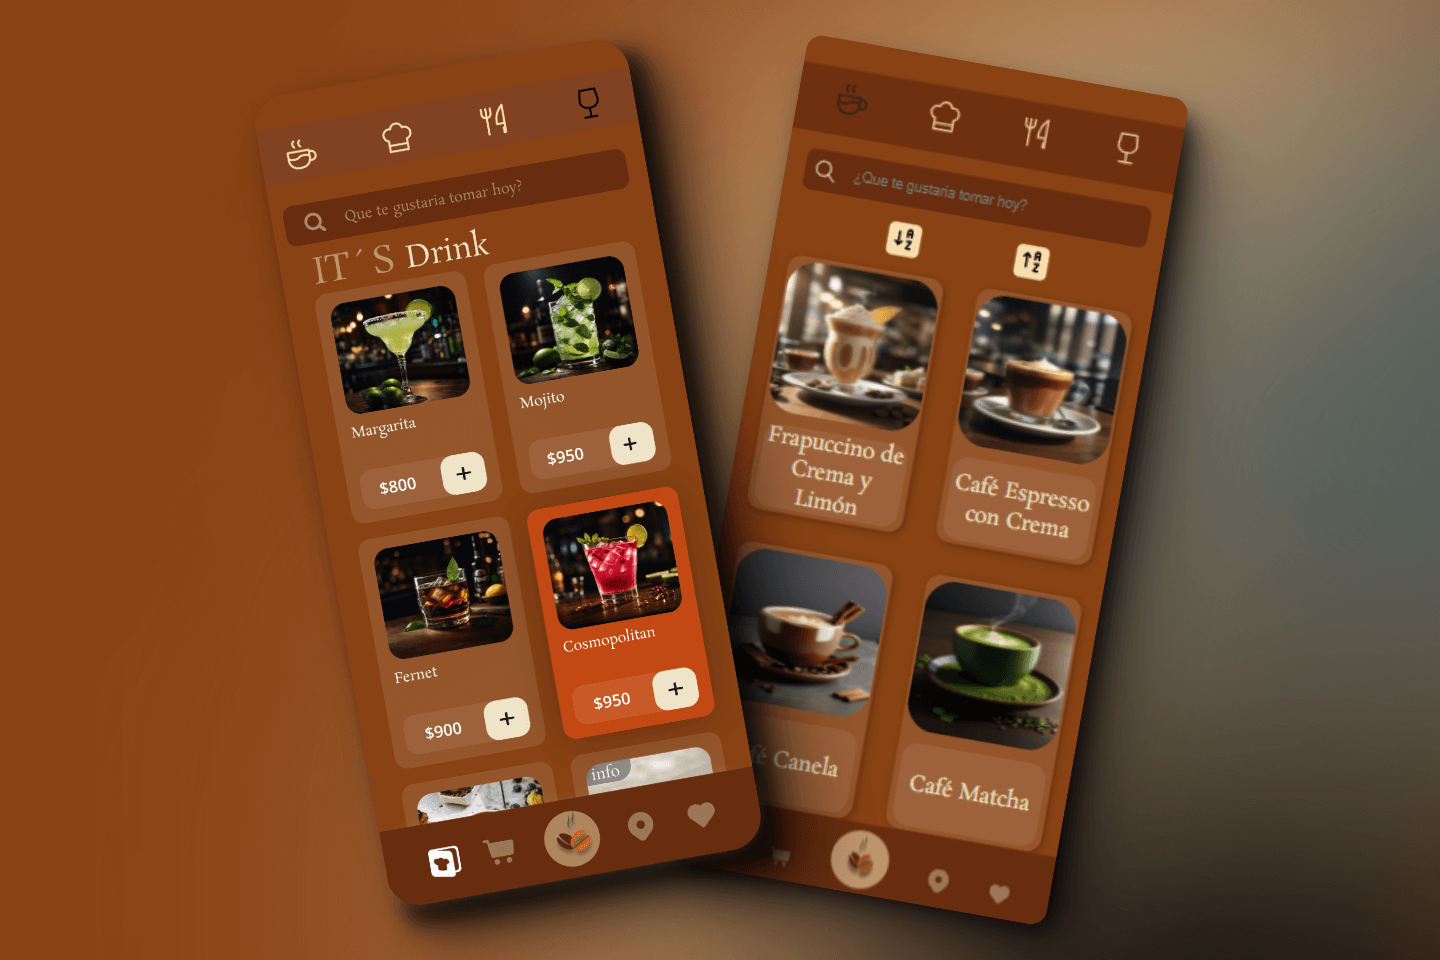 Que te gustaria tomar hoy?
IT´S Drink
Margarita
$800
Mojito
$950
Fernet
$900
Cosmopolitan
$950
info
¿Que te gustaria tomar hoy?
A
Z
A
Z
Frapuccino de
Crema y
Limón
Café Espresso
con Crema
fé Canela
Café Matcha